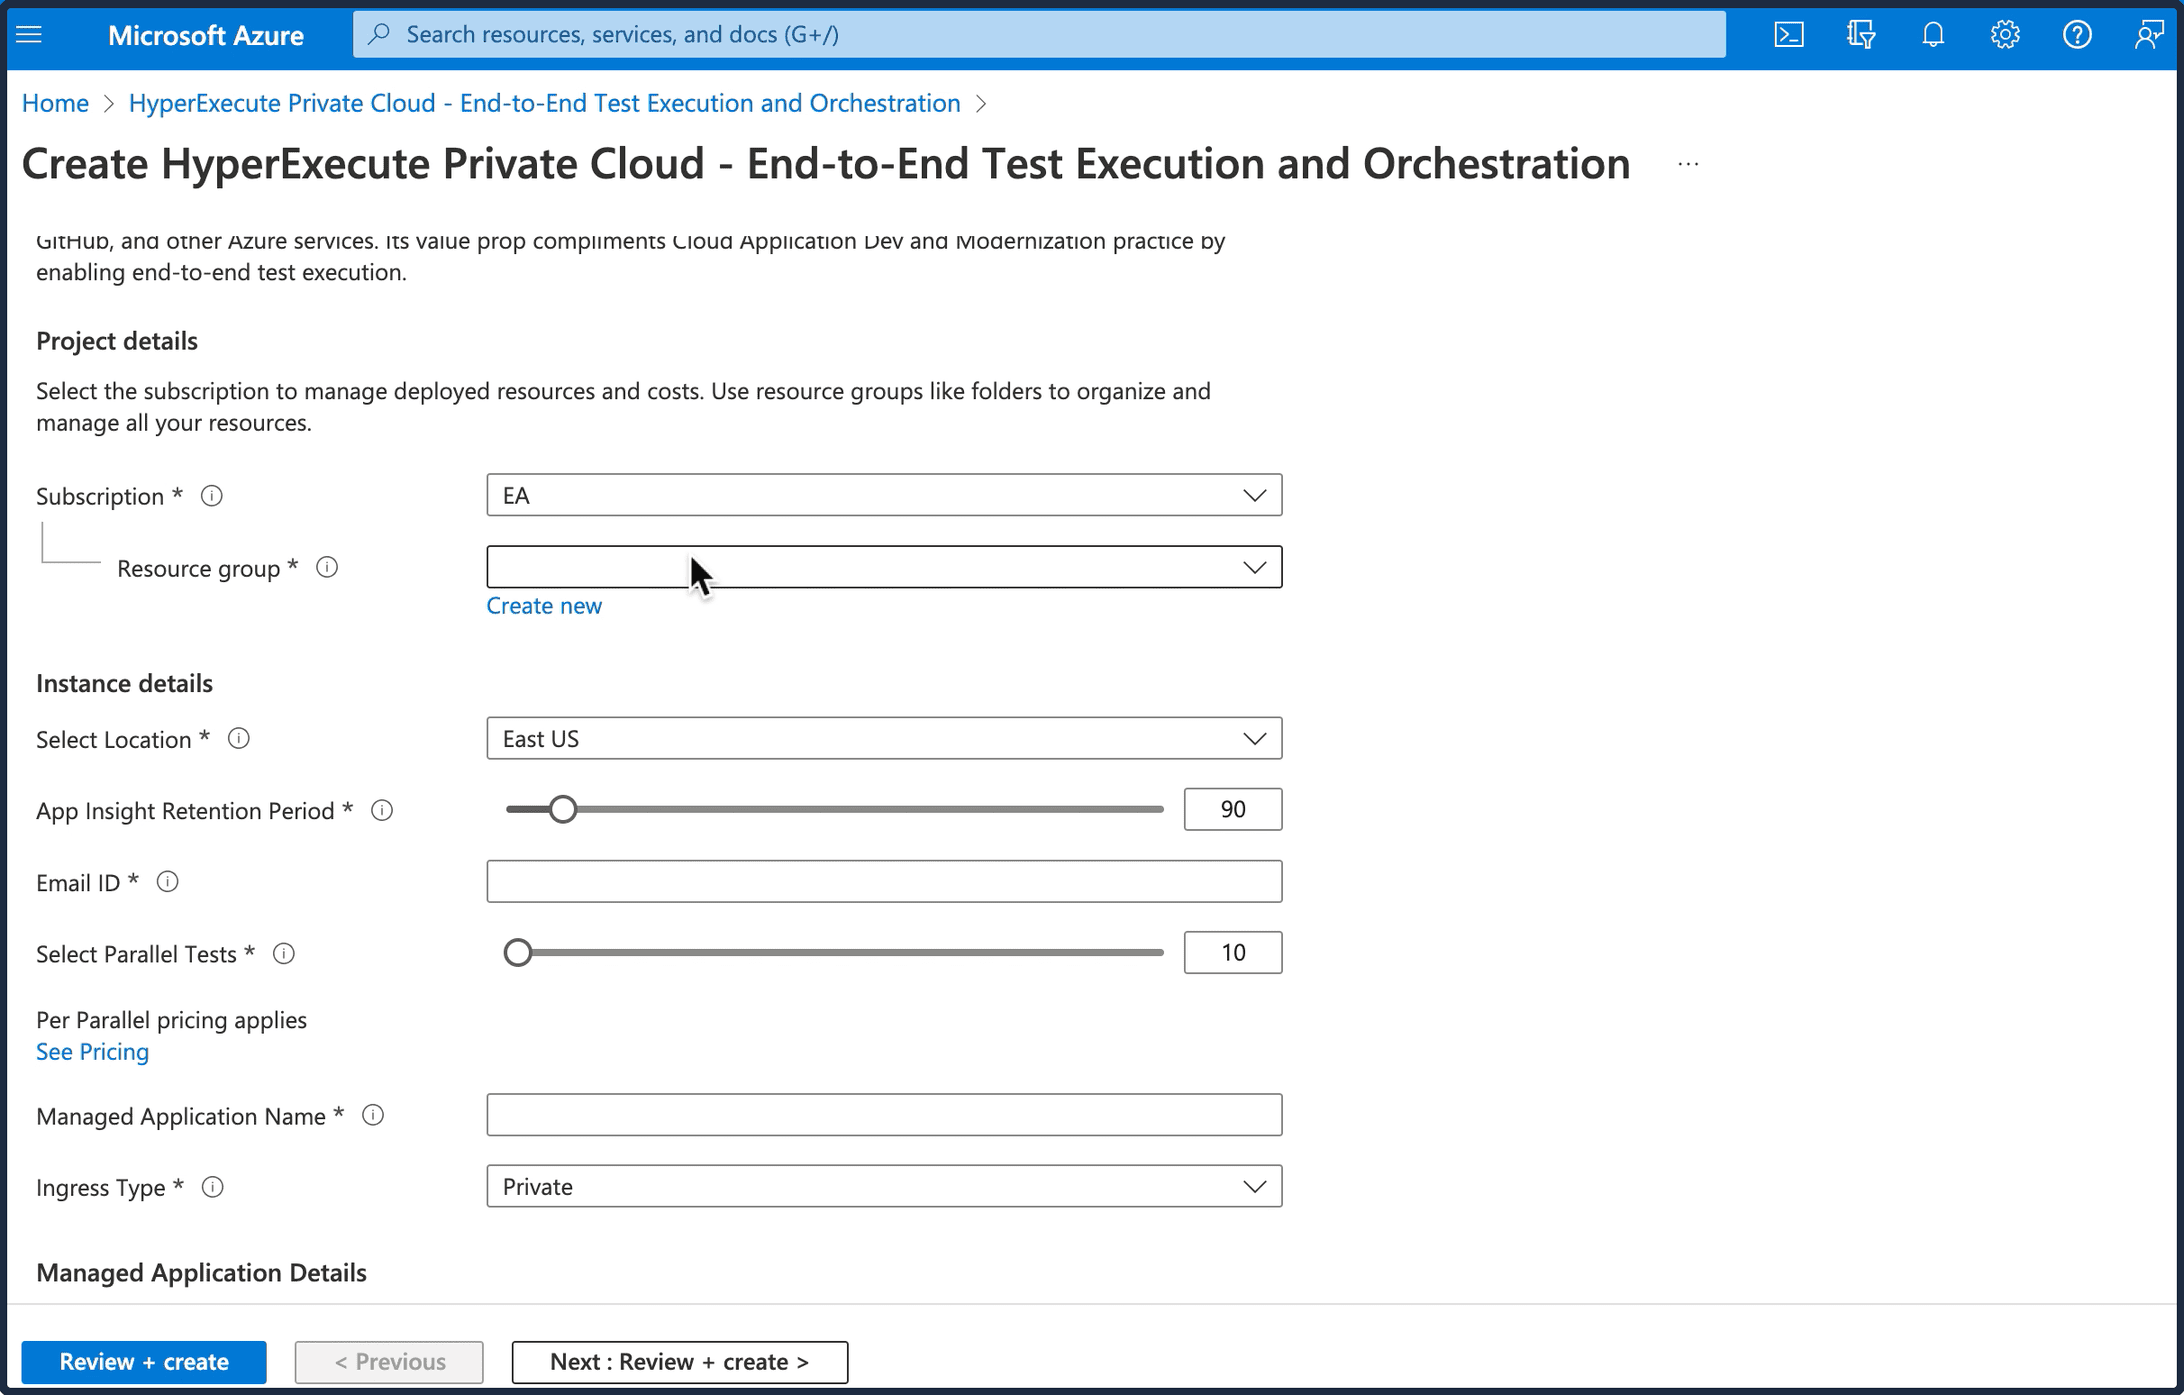 Microsoft Azure
Search resources, services, and docs (G+/)
Home > HyperExecute Private Cloud - End-to-End Test Execution and Orchestration >
Create HyperExecute Private Cloud - End-to-End Test Execution and Orchestration ...
GitHub, and other Azure services. Its value prop compliments Cloud Application Dev and Modernization practice by
enabling end-to-end test execution.
Project details
Select the subscription to manage deployed resources and costs. Use resource groups like folders to organize and
manage all your resources.
Subscription * EA
Resource group *
Create new
Instance details
Select Location * East US
App Insight Retention Period * 90
Email ID *
Select Parallel Tests * 10
Per Parallel pricing applies
See Pricing
Managed Application Name *
Ingress Type * Private
Managed Application Details
Review + create < Previous Next : Review + create >